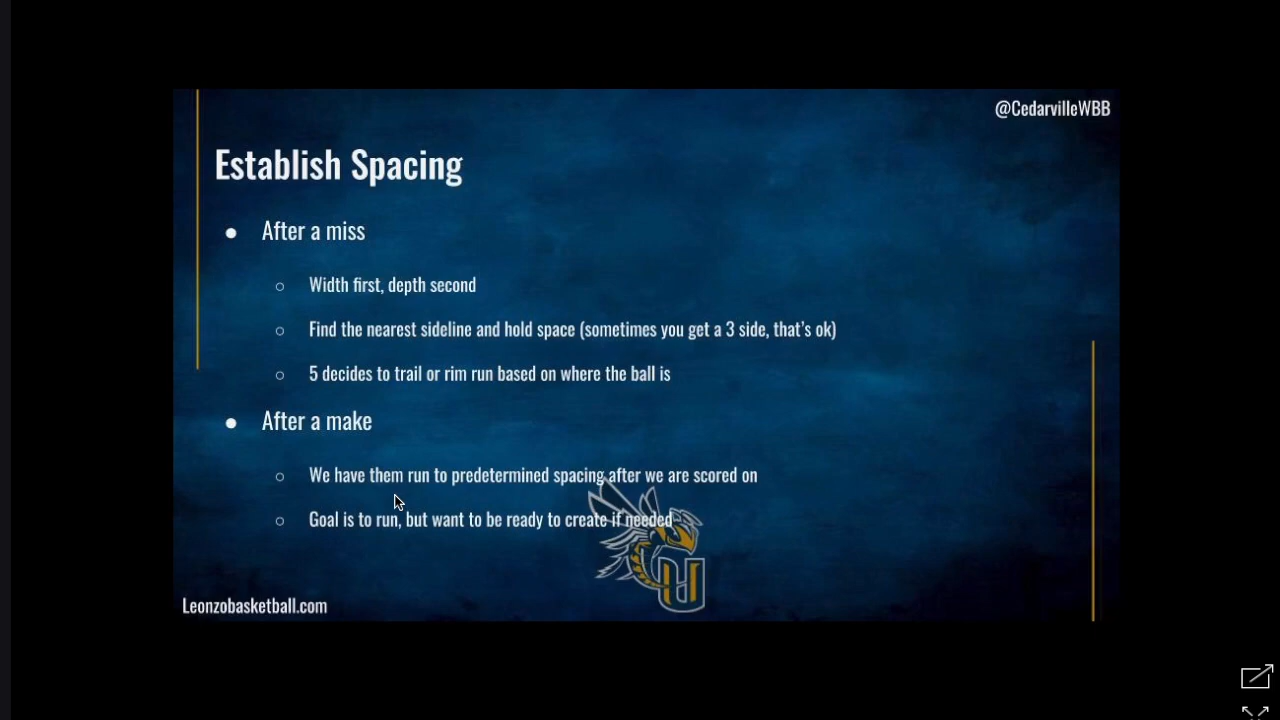 @CedarvilleWBB
Establish Spacing
● After a miss
○ Width first, depth second
○ Find the nearest sideline and hold space (sometimes you get a 3 side, that's ok)
○ 5 decides to trail or rim run based on where the ball is
● After a make
○ We have them run to predetermined spacing after we are scored on
○ Goal is to run, but want to be ready to create if needed
U
Leonzobasketball.com